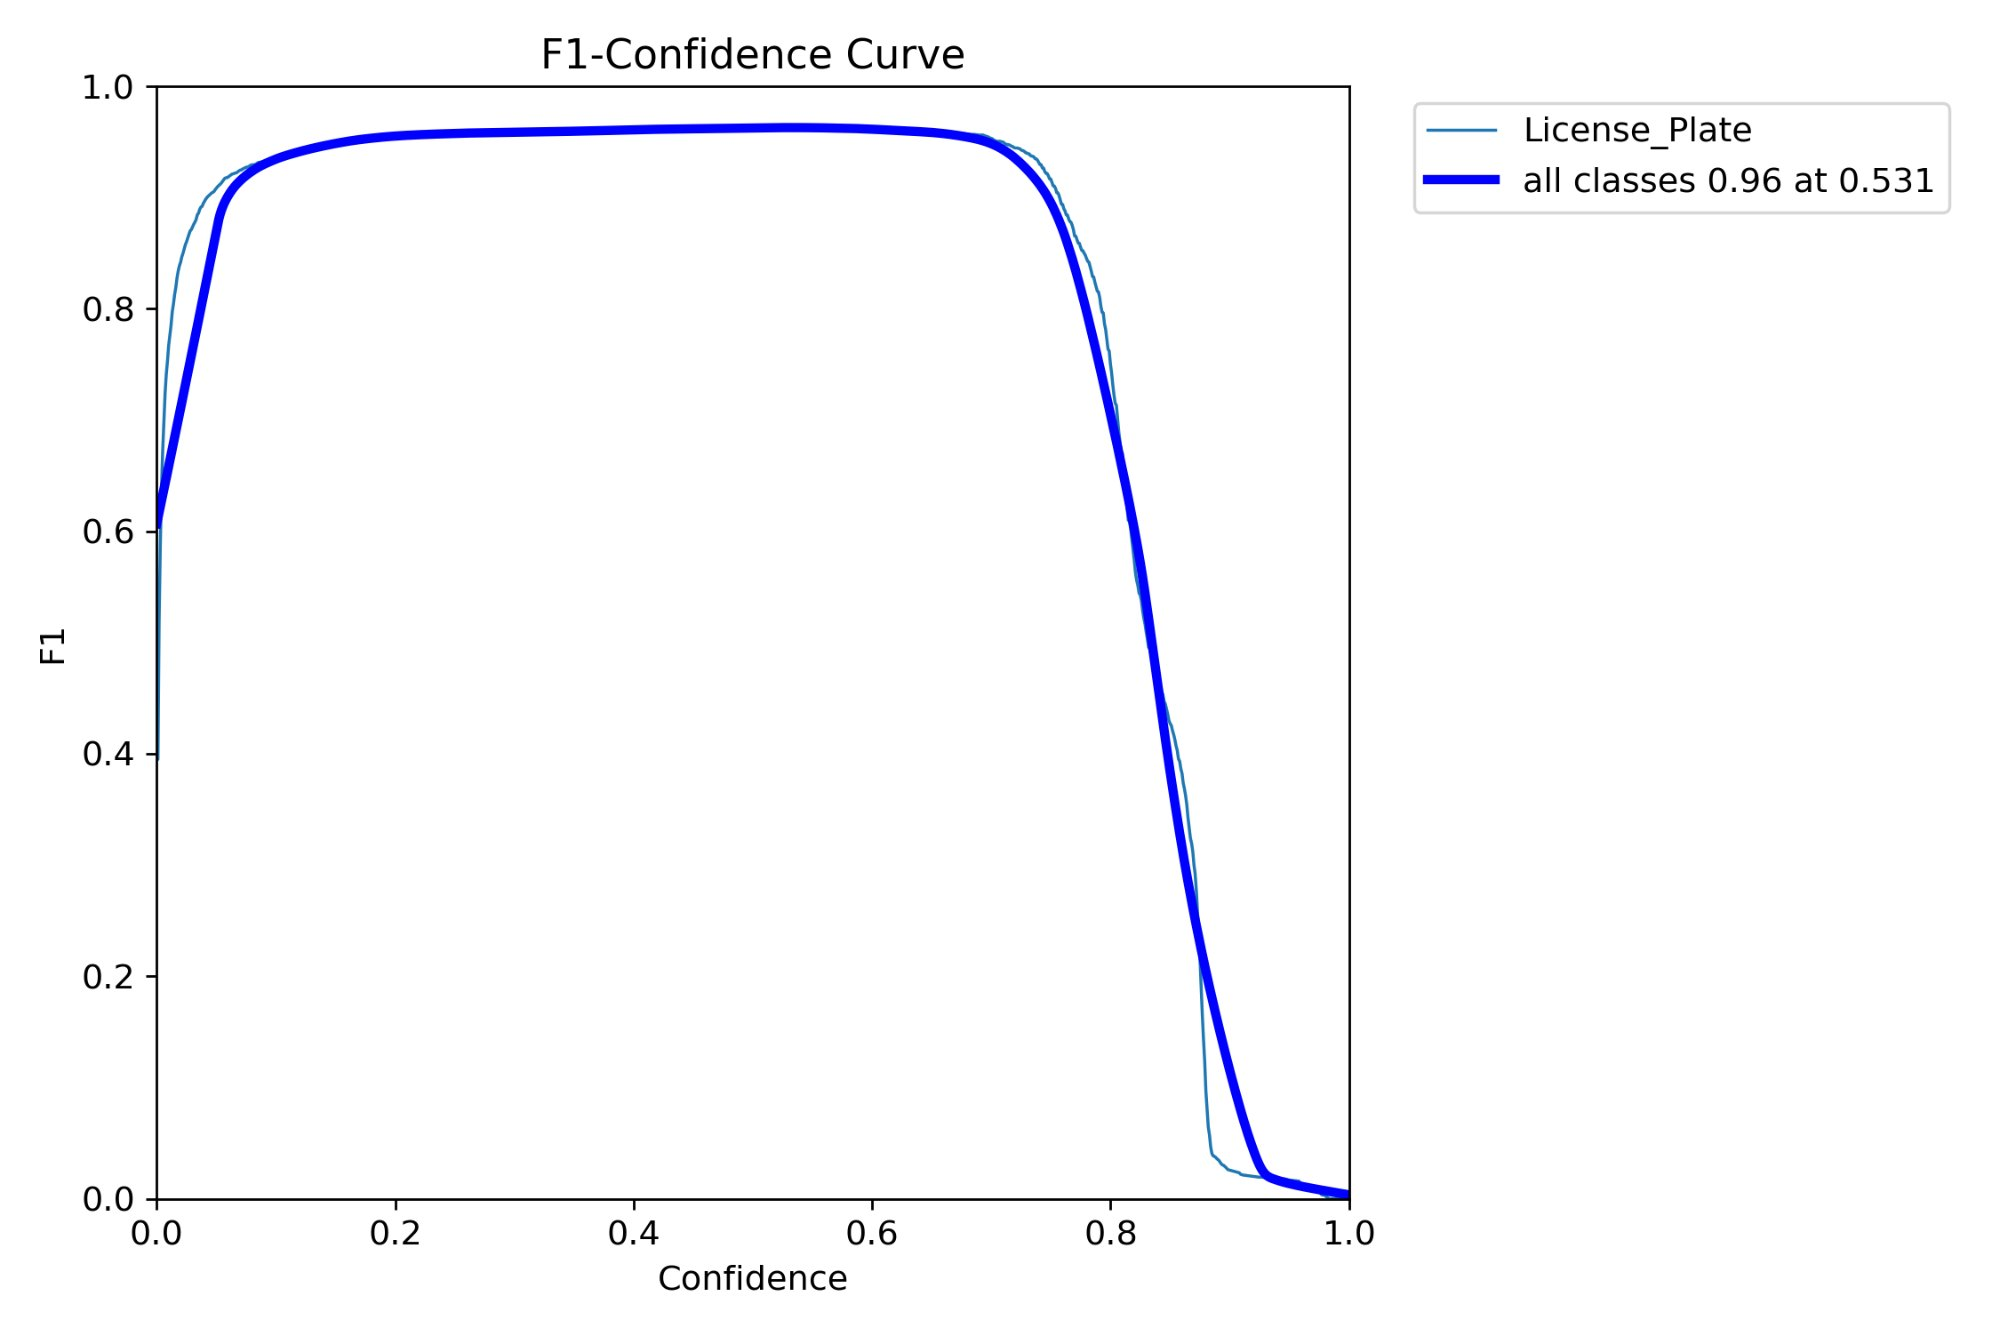 F1-Confidence Curve
1.0
0.8
0.6
0.4
0.2
0.0
F1
0.0 0.2 0.4 0.6 0.8 1.0
Confidence
License_Plate
all classes 0.96 at 0.531